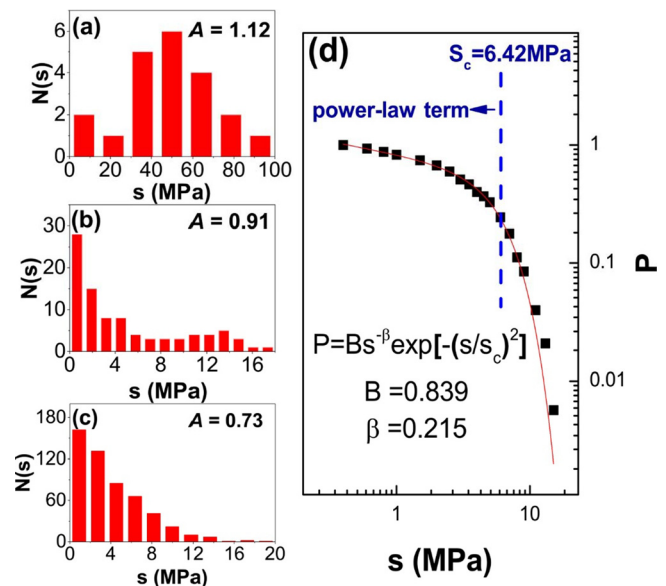 (a)
A = 1.12
N(s)
6
4
2
0
0 20 40 60 80 100
s (MPa)
(b)
A = 0.91
N(s)
30
20
10
0
0 4 8 12 16
s (MPa)
(c)
A = 0.73
N(s)
180
120
60
0
0 4 8 12 16 20
s (MPa)
(d)
S_c=6.42MPa
power-law term
1
0.1
0.01
P
P=Bs^-β exp[-(s/s_c)^2]
B =0.839
β =0.215
1 10
s (MPa)